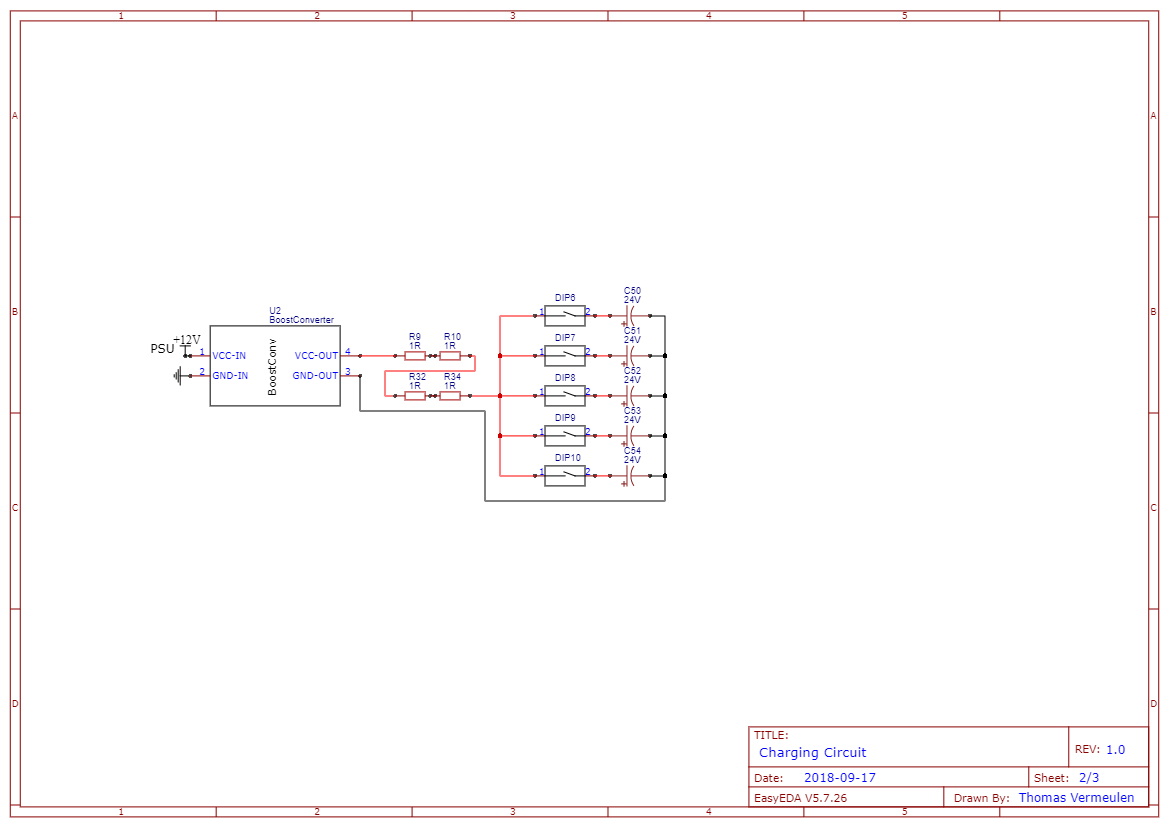 1 2 3 4 5
A A
B B
C C
D D
U2
BoostConverter
+12V
PSU
1 VCC-IN VCC-OUT 4
2 GND-IN GND-OUT 3
BoostConv
R9 R10
1R 1R
R32 R34
1R 1R
DIP6
1 2
C50
24V
+
DIP7
1 2
C51
24V
+
DIP8
1 2
C52
24V
+
DIP9
1 2
C53
24V
+
DIP10
1 2
C54
24V
+
TITLE:
Charging Circuit
REV: 1.0
Date: 2018-09-17
Sheet: 2/3
EasyEDA V5.7.26
Drawn By: Thomas Vermeulen
1 2 3 4 5